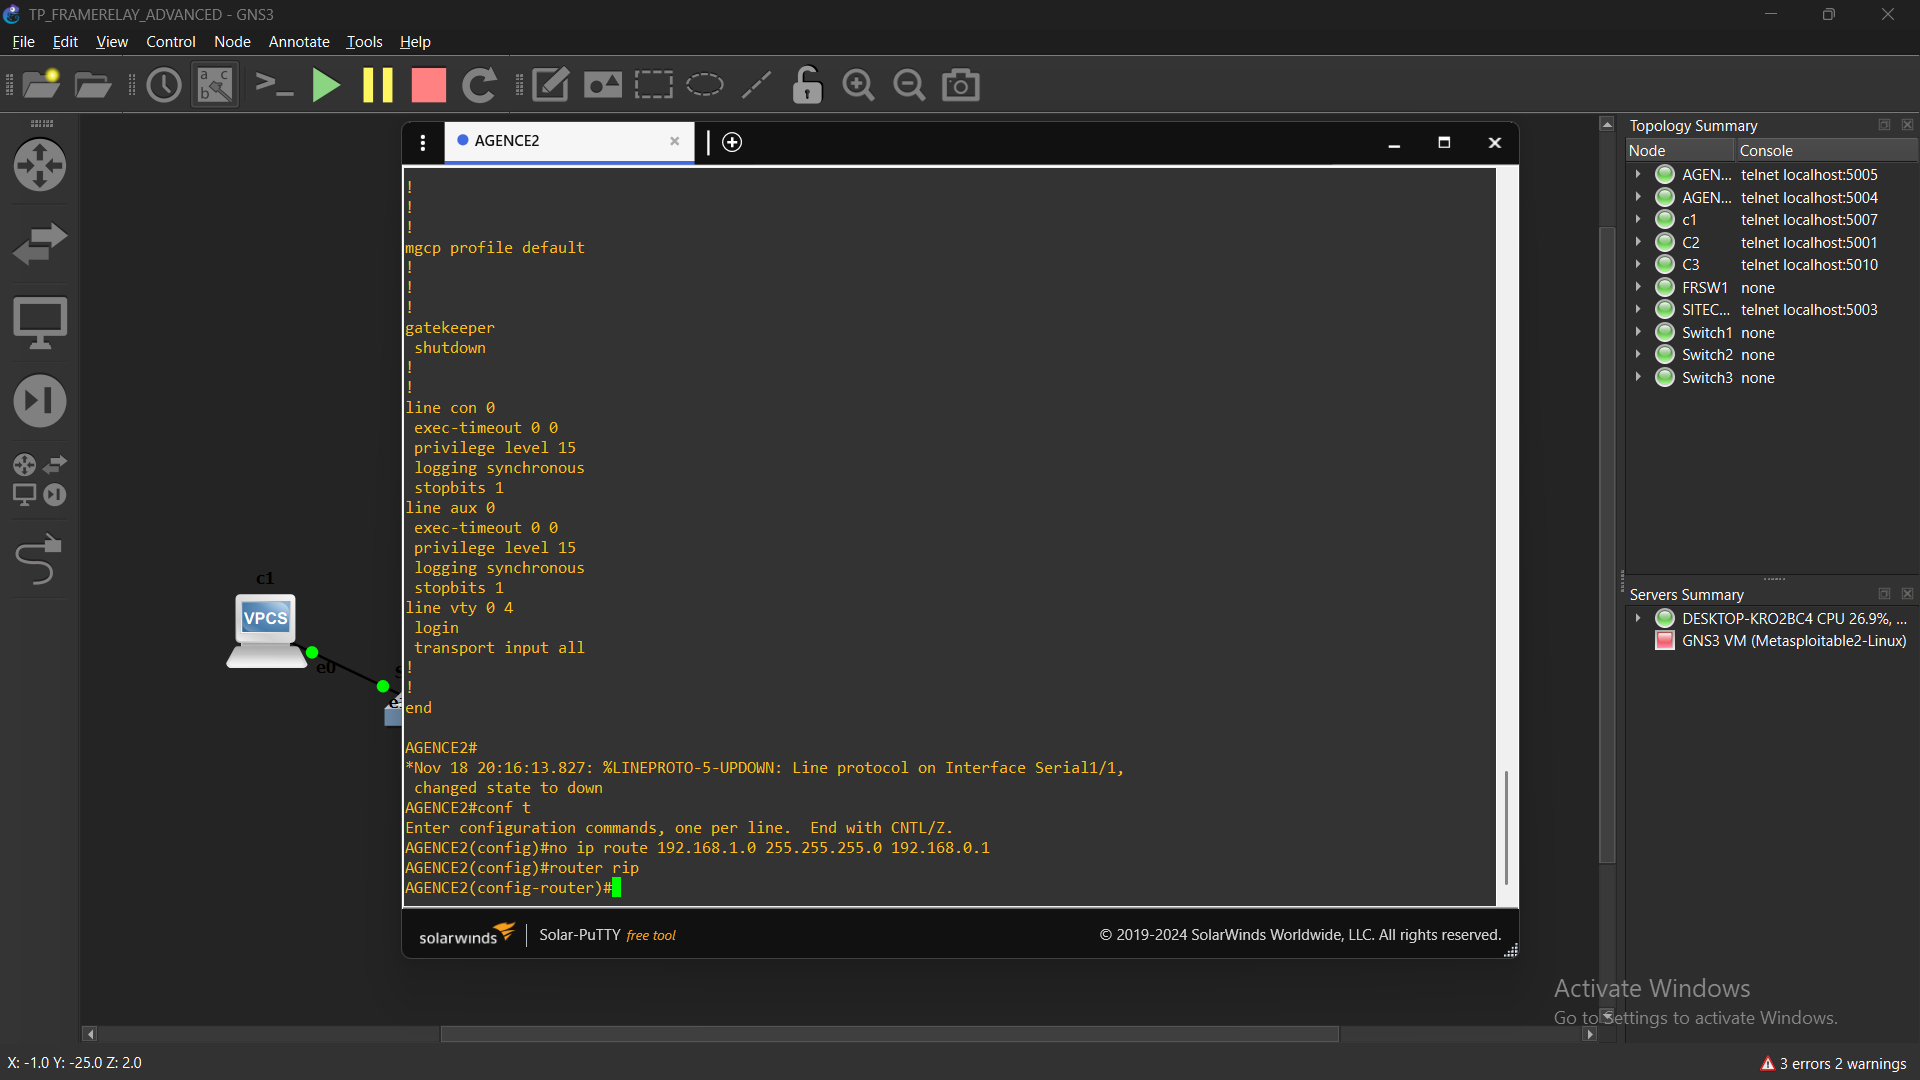 TP_FRAMERELAY_ADVANCED - GNS3
File Edit View Control Node Annotate Tools Help
AGENCE2
!
!
!
mgcp profile default
!
!
!
gatekeeper
shutdown
!
!
line con 0
exec-timeout 0 0
privilege level 15
logging synchronous
stopbits 1
line aux 0
exec-timeout 0 0
privilege level 15
logging synchronous
stopbits 1
line vty 0 4
login
transport input all
!
!
end
AGENCE2#
*Nov 18 20:16:13.827: %LINEPROTO-5-UPDOWN: Line protocol on Interface Serial1/1,
changed state to down
AGENCE2#conf t
Enter configuration commands, one per line.  End with CNTL/Z.
AGENCE2(config)#no ip route 192.168.1.0 255.255.255.0 192.168.0.1
AGENCE2(config)#router rip
AGENCE2(config-router)#
solarwinds
Solar-PuTTY free tool
© 2019-2024 SolarWinds Worldwide, LLC. All rights reserved.
c1
VPCS
e0
Topology Summary
Node Console
AGEN... telnet localhost:5005
AGEN... telnet localhost:5004
c1 telnet localhost:5007
C2 telnet localhost:5001
C3 telnet localhost:5010
FRSW1 none
SITEC... telnet localhost:5003
Switch1 none
Switch2 none
Switch3 none
Servers Summary
DESKTOP-KRO2BC4 CPU 26.9%, ...
GNS3 VM (Metasploitable2-Linux)
Activate Windows
Go to Settings to activate Windows.
X: -1.0 Y: -25.0 Z: 2.0
3 errors 2 warnings